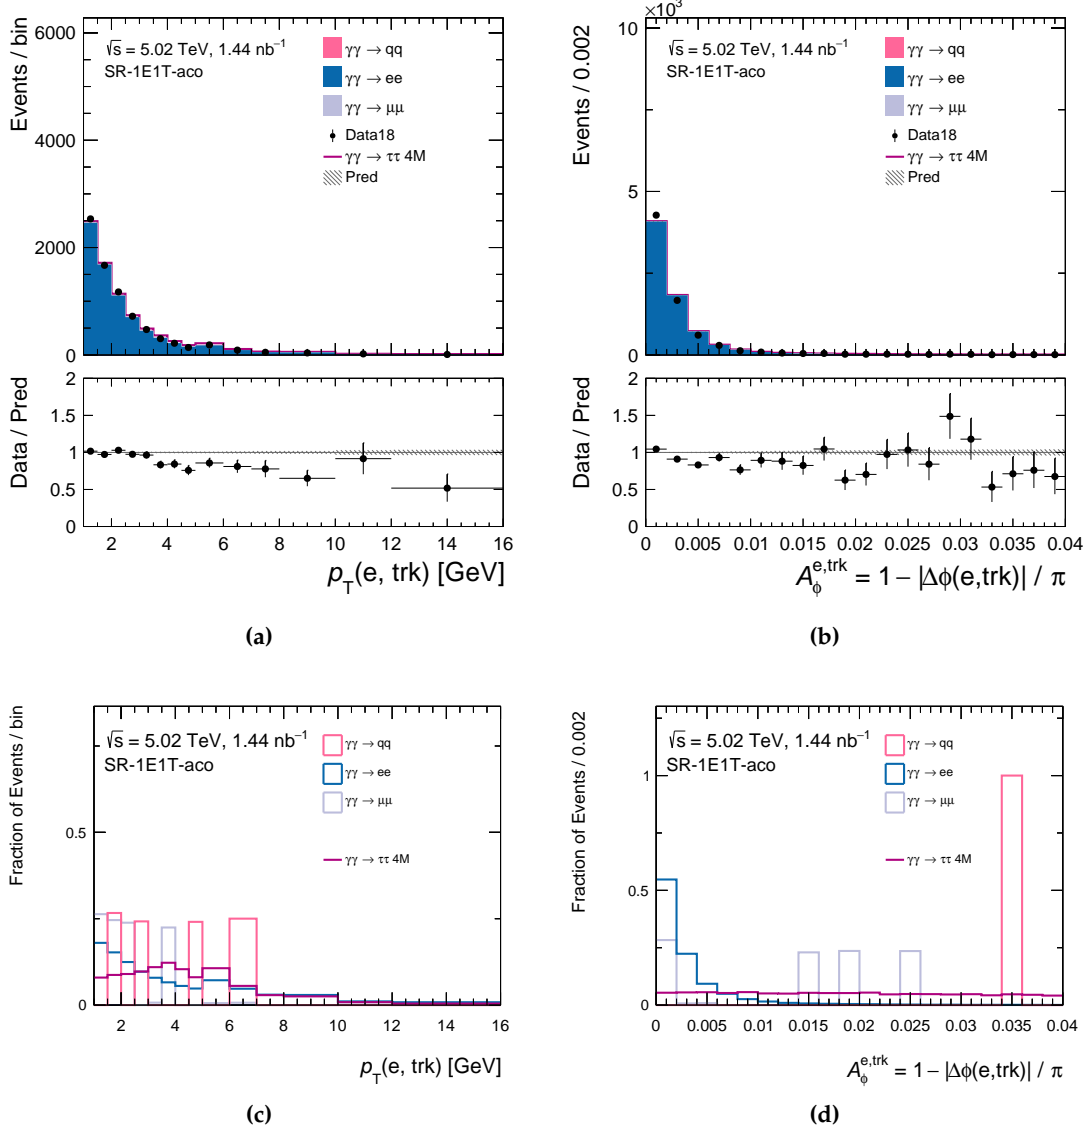 Events / bin
6000
4000
2000
0
√s = 5.02 TeV, 1.44 nb⁻¹
SR-1E1T-aco
γγ → qq
γγ → ee
γγ → μμ
Data18
γγ → ττ 4M
Pred
Data / Pred
2
1.5
1
0.5
0
2 4 6 8 10 12 14 16
p_T(e, trk) [GeV]
(a)
×10³
Events / 0.002
10
5
0
√s = 5.02 TeV, 1.44 nb⁻¹
SR-1E1T-aco
γγ → qq
γγ → ee
γγ → μμ
Data18
γγ → ττ 4M
Pred
Data / Pred
2
1.5
1
0.5
0
0 0.005 0.01 0.015 0.02 0.025 0.03 0.035 0.04
A_ϕ^{e,trk} = 1 − |Δϕ(e,trk)| / π
(b)
Fraction of Events / bin
0.5
0
√s = 5.02 TeV, 1.44 nb⁻¹
SR-1E1T-aco
γγ → qq
γγ → ee
γγ → μμ
γγ → ττ 4M
2 4 6 8 10 12 14 16
p_T(e, trk) [GeV]
(c)
Fraction of Events / 0.002
1
0.5
0
√s = 5.02 TeV, 1.44 nb⁻¹
SR-1E1T-aco
γγ → qq
γγ → ee
γγ → μμ
γγ → ττ 4M
0 0.005 0.01 0.015 0.02 0.025 0.03 0.035 0.04
A_ϕ^{e,trk} = 1 − |Δϕ(e,trk)| / π
(d)